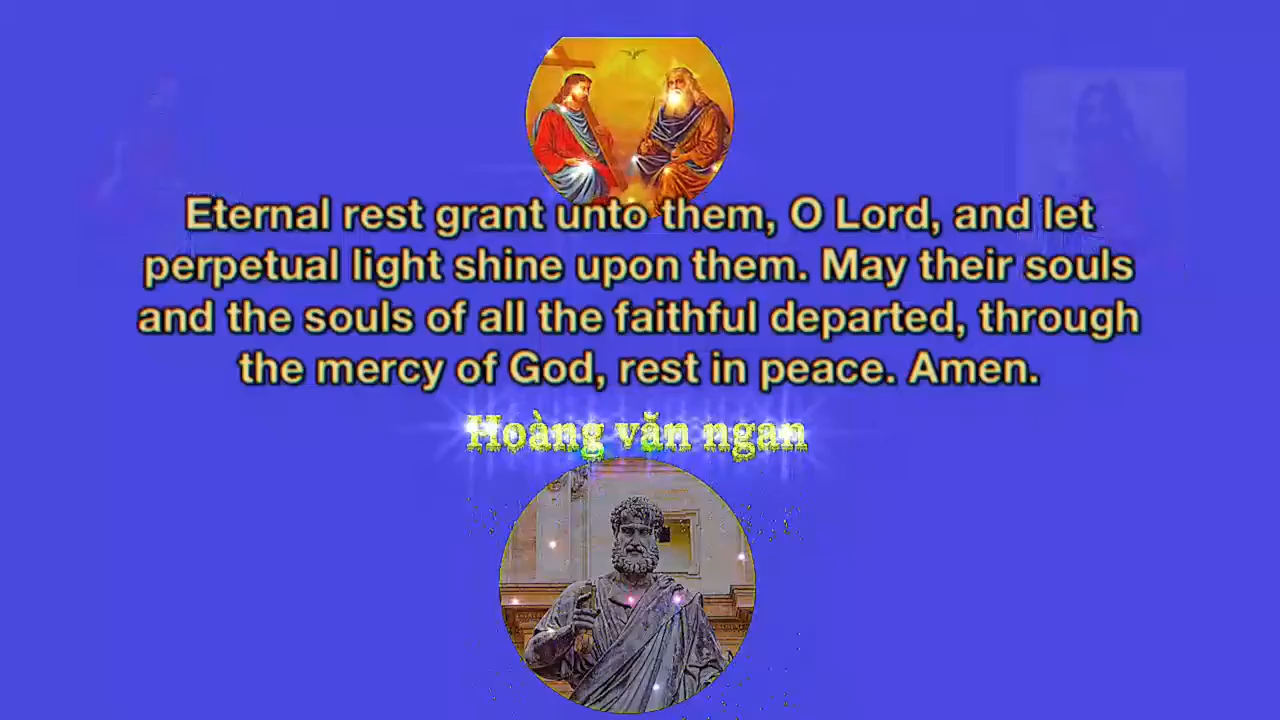 Eternal rest grant unto them, O Lord, and let
perpetual light shine upon them. May their souls
and the souls of all the faithful departed, through
the mercy of God, rest in peace. Amen.
Hoàng văn ngan